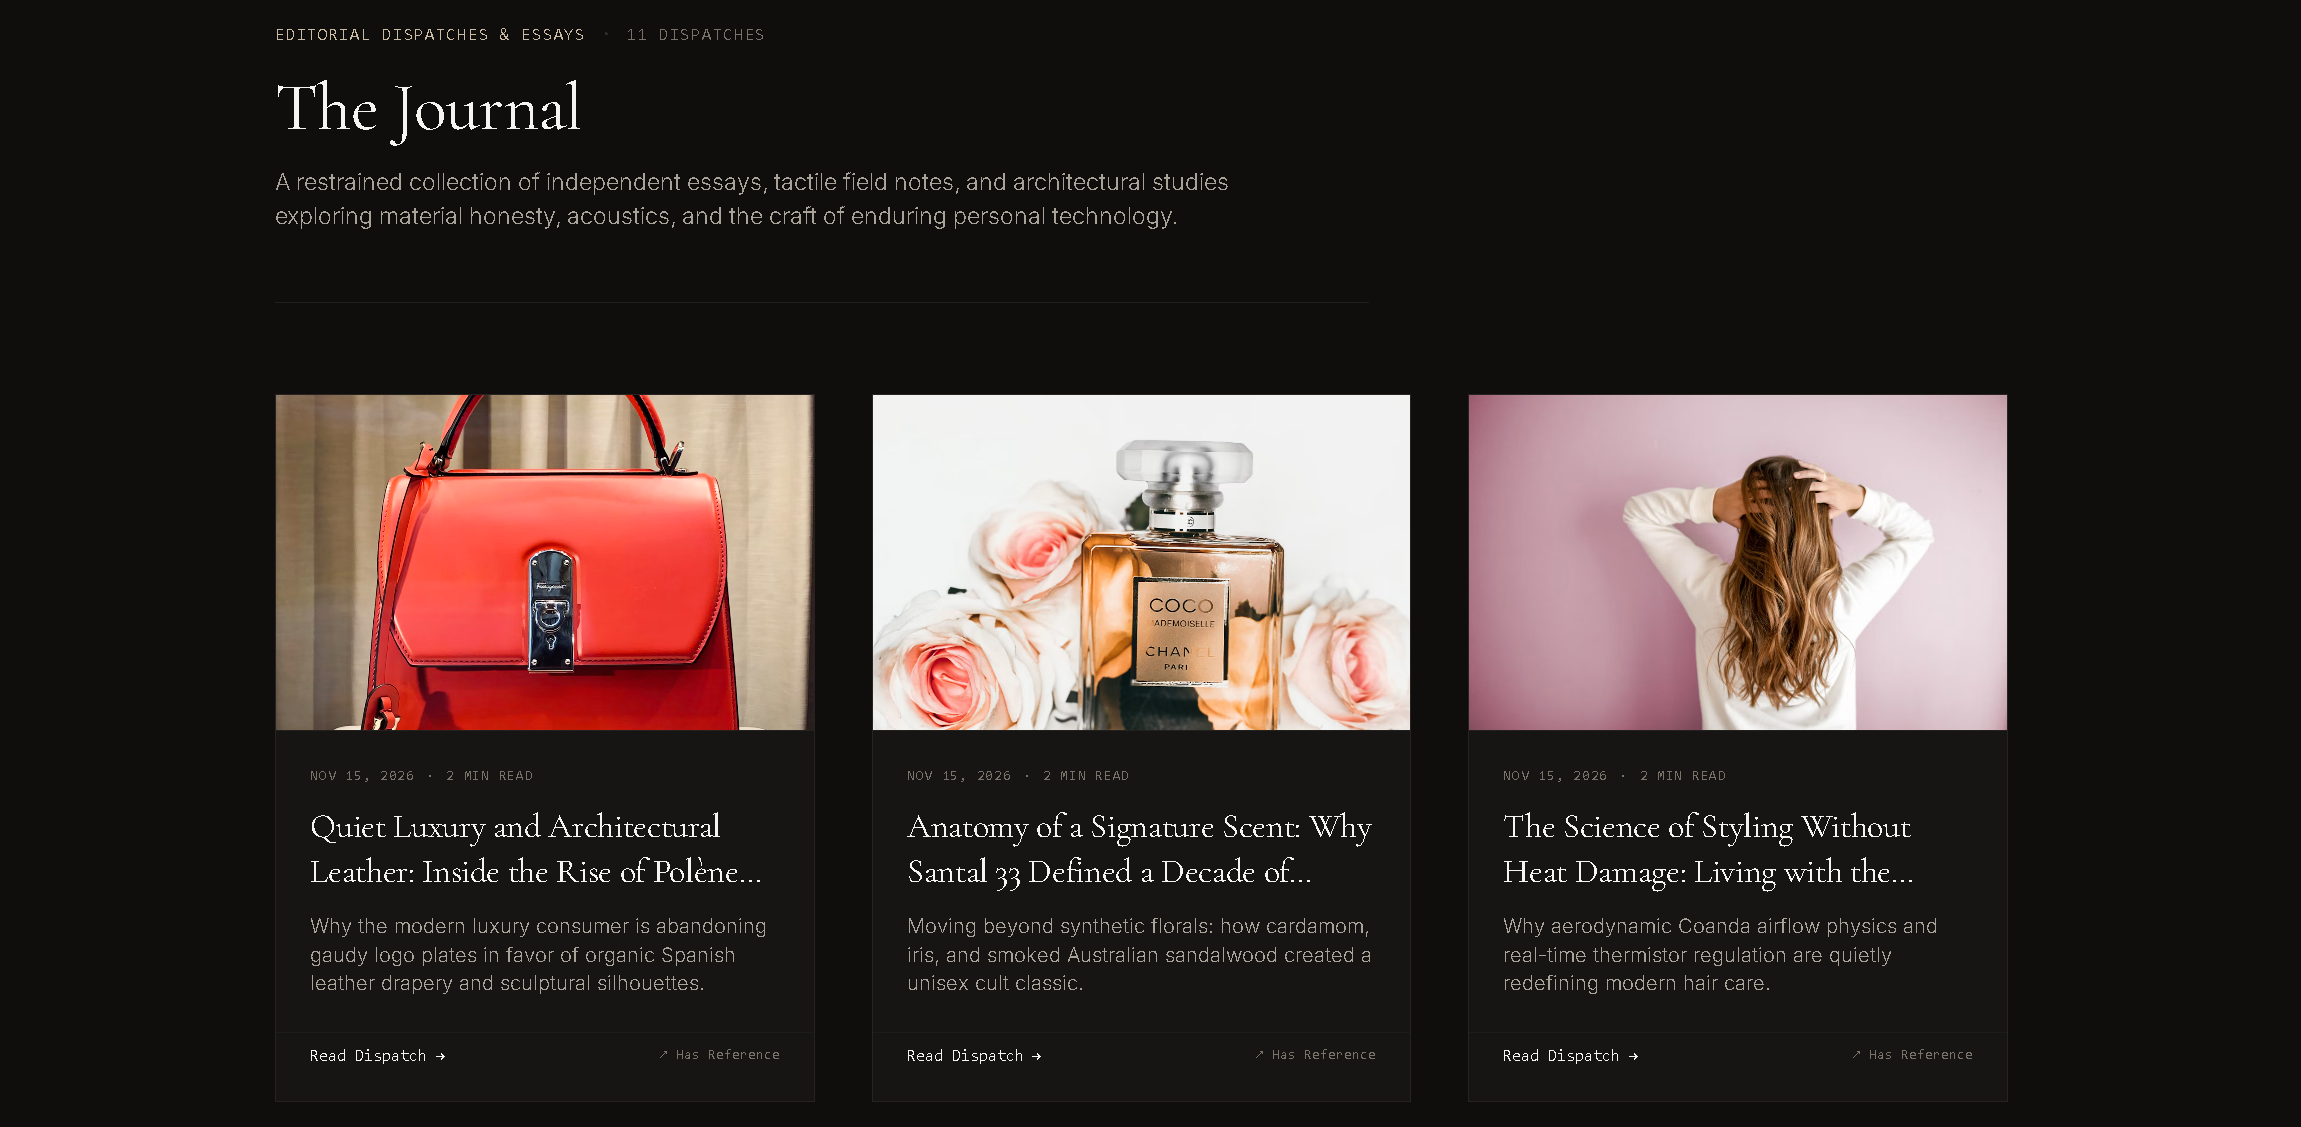 EDITORIAL DISPATCHES & ESSAYS · 11 DISPATCHES
The Journal
A restrained collection of independent essays, tactile field notes, and architectural studies
exploring material honesty, acoustics, and the craft of enduring personal technology.
COCO
MADEMOISELLE
CHANEL
PARI
NOV 15, 2026 · 2 MIN READ
Quiet Luxury and Architectural
Leather: Inside the Rise of Polène...
Why the modern luxury consumer is abandoning
gaudy logo plates in favor of organic Spanish
leather drapery and sculptural silhouettes.
Read Dispatch → ↗ Has Reference
NOV 15, 2026 · 2 MIN READ
Anatomy of a Signature Scent: Why
Santal 33 Defined a Decade of...
Moving beyond synthetic florals: how cardamom,
iris, and smoked Australian sandalwood created a
unisex cult classic.
Read Dispatch → ↗ Has Reference
NOV 15, 2026 · 2 MIN READ
The Science of Styling Without
Heat Damage: Living with the...
Why aerodynamic Coanda airflow physics and
real-time thermistor regulation are quietly
redefining modern hair care.
Read Dispatch → ↗ Has Reference